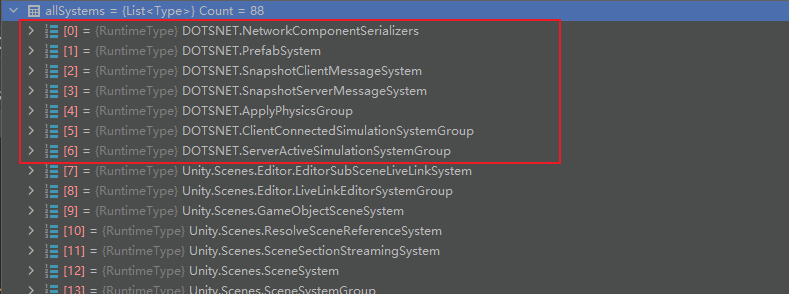 allSystems = {List<Type>} Count = 88
[0] = {RuntimeType} DOTSNET.NetworkComponentSerializers
[1] = {RuntimeType} DOTSNET.PrefabSystem
[2] = {RuntimeType} DOTSNET.SnapshotClientMessageSystem
[3] = {RuntimeType} DOTSNET.SnapshotServerMessageSystem
[4] = {RuntimeType} DOTSNET.ApplyPhysicsGroup
[5] = {RuntimeType} DOTSNET.ClientConnectedSimulationSystemGroup
[6] = {RuntimeType} DOTSNET.ServerActiveSimulationSystemGroup
[7] = {RuntimeType} Unity.Scenes.Editor.EditorSubSceneLiveLinkSystem
[8] = {RuntimeType} Unity.Scenes.Editor.LiveLinkEditorSystemGroup
[9] = {RuntimeType} Unity.Scenes.GameObjectSceneSystem
[10] = {RuntimeType} Unity.Scenes.ResolveSceneReferenceSystem
[11] = {RuntimeType} Unity.Scenes.SceneSectionStreamingSystem
[12] = {RuntimeType} Unity.Scenes.SceneSystem
[13] = {RuntimeType} Unity.Scenes.SceneSystemGroup